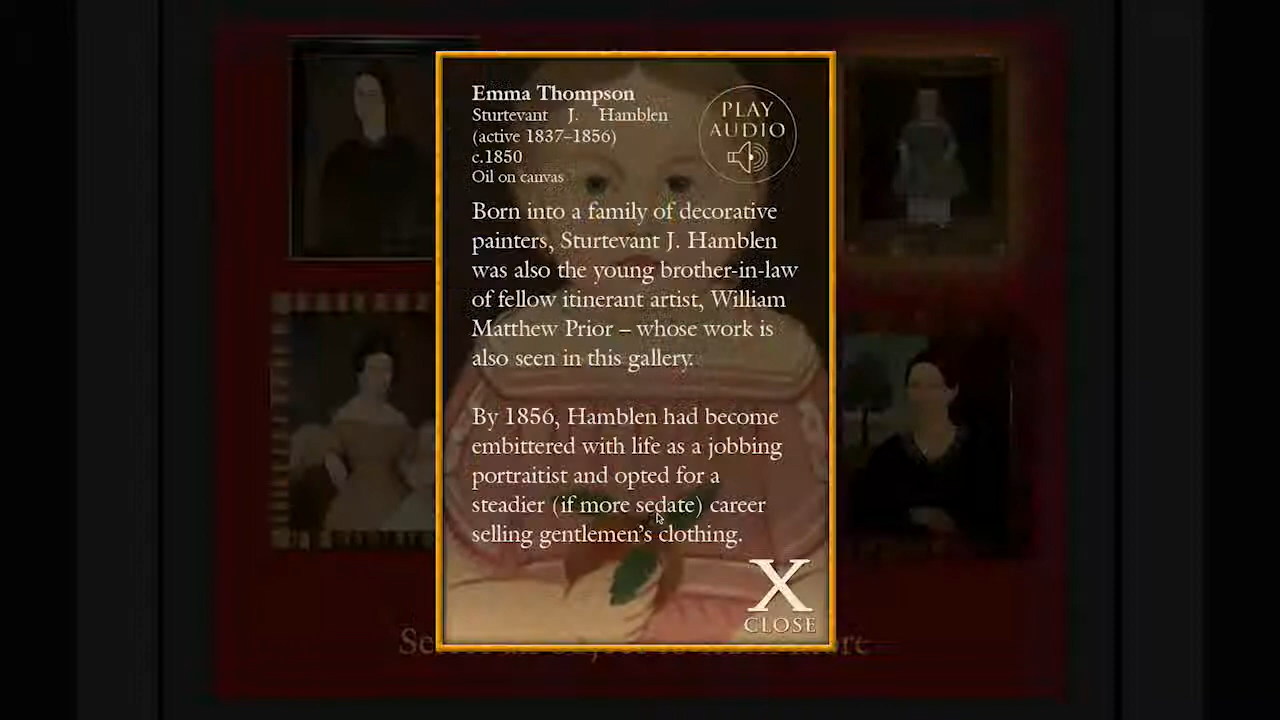 Emma Thompson
Sturtevant J. Hamblen
(active 1837–1856)
c.1850
Oil on canvas
PLAY
AUDIO
Born into a family of decorative
painters, Sturtevant J. Hamblen
was also the young brother-in-law
of fellow itinerant artist, William
Matthew Prior – whose work is
also seen in this gallery.
By 1856, Hamblen had become
embittered with life as a jobbing
portraitist and opted for a
steadier (if more sedate) career
selling gentlemen's clothing.
X
CLOSE